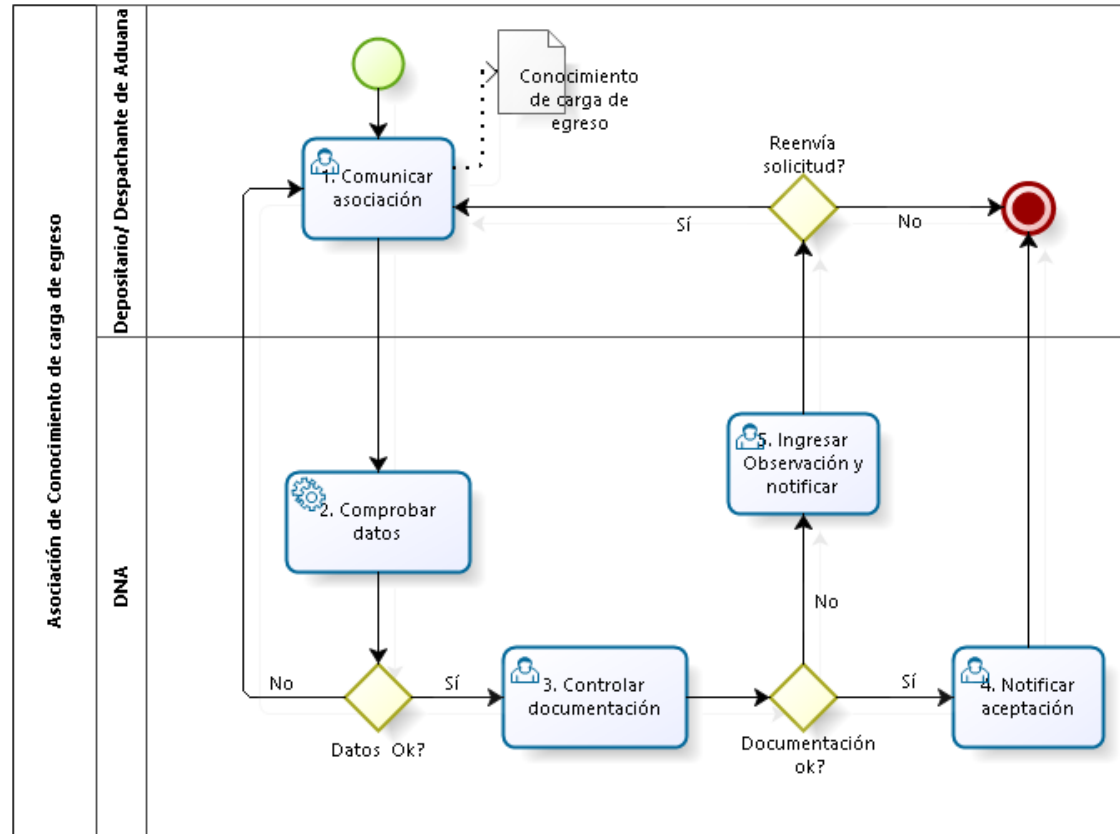 Asociación de Conocimiento de carga de egreso
Depositario/ Despachante de Aduana
Conocimiento
de carga de
egreso
1. Comunicar
asociación
Reenvía
solicitud?
Sí
No
DNA
5. Ingresar
Observación y
notificar
2. Comprobar
datos
No
No
Sí
3. Controlar
documentación
Sí
4. Notificar
aceptación
Datos Ok?
Documentación
ok?